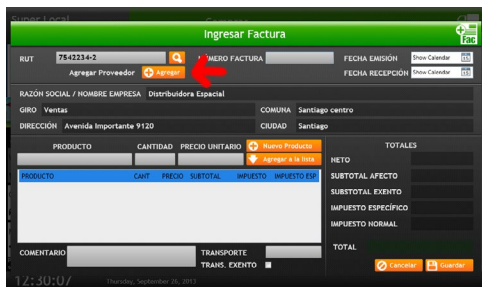 Super Local
Ingresar Factura
Fac
RUT 7542234-2 NÚMERO FACTURA FECHA EMISIÓN Show Calendar 15
Agregar Proveedor Agregar FECHA RECEPCIÓN Show Calendar 15
RAZÓN SOCIAL / NOMBRE EMPRESA Distribuidora Espacial
GIRO Ventas COMUNA Santiago centro
DIRECCIÓN Avenida Importante 9120 CIUDAD Santiago
PRODUCTO CANTIDAD PRECIO UNITARIO Nuevo Producto TOTALES
Agregar a la lista NETO
PRODUCTO CANT PRECIO SUBTOTAL IMPUESTO IMPUESTO ESP SUBTOTAL AFECTO
SUBSTOTAL EXENTO
IMPUESTO ESPECÍFICO
IMPUESTO NORMAL
COMENTARIO TRANSPORTE TOTAL
TRANS. EXENTO Cancelar Guardar
12:30:07 Thursday, September 26, 2013